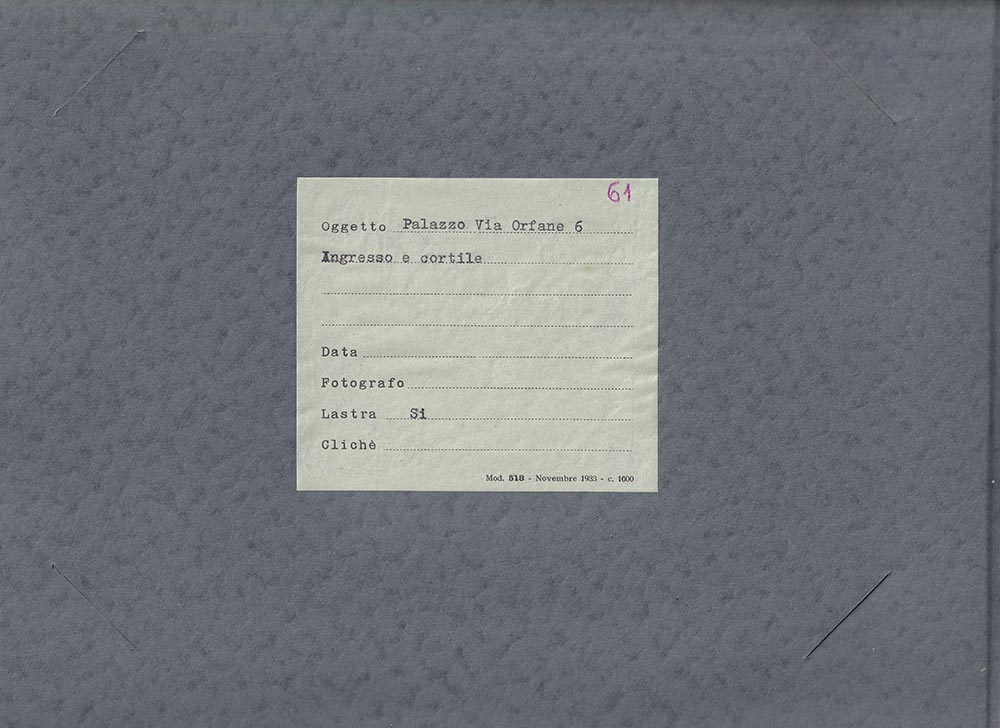 61
Oggetto Palazzo Via Orfane 6
Ingresso e cortile
Data
Fotografo
Lastra Si
Clichè
Mod. 518 - Novembre 1933 - c. 1000